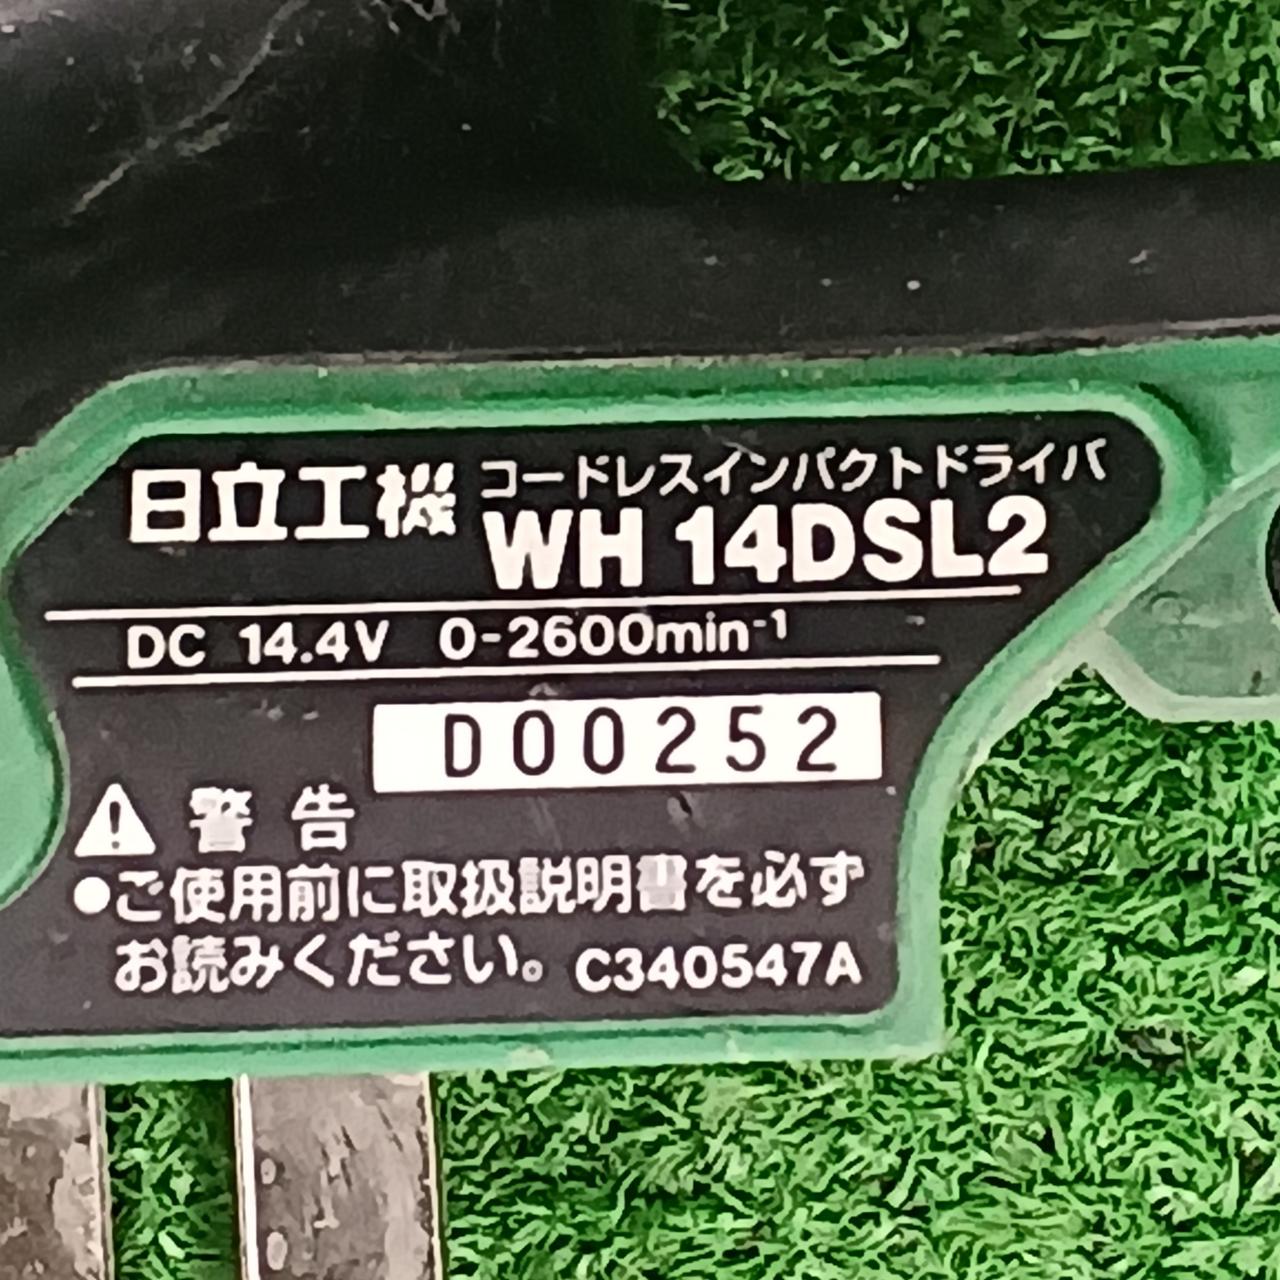 日立工機 コードレスインパクトドライバ
WH 14DSL2
DC 14.4V 0-2600min⁻¹
D00252
警告
●ご使用前に取扱説明書を必ず
お読みください。 C340547A